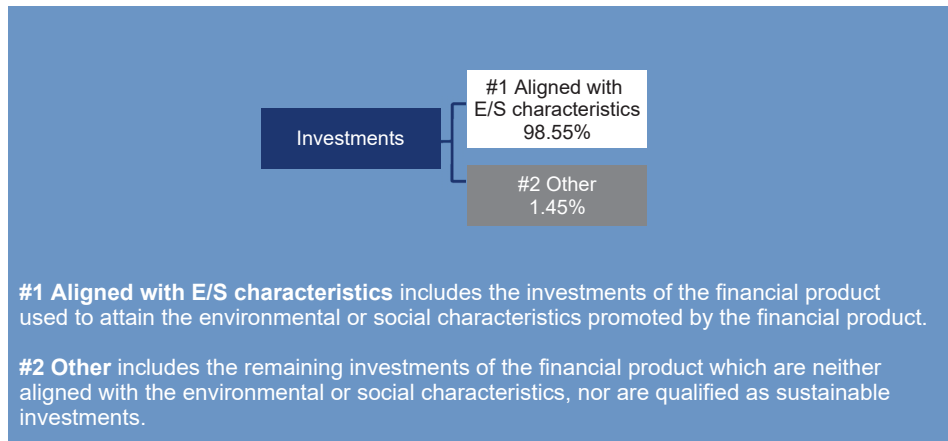 #1 Aligned with
E/S characteristics
98.55%
Investments
#2 Other
1.45%
#1 Aligned with E/S characteristics includes the investments of the financial product
used to attain the environmental or social characteristics promoted by the financial product.
#2 Other includes the remaining investments of the financial product which are neither
aligned with the environmental or social characteristics, nor are qualified as sustainable
investments.